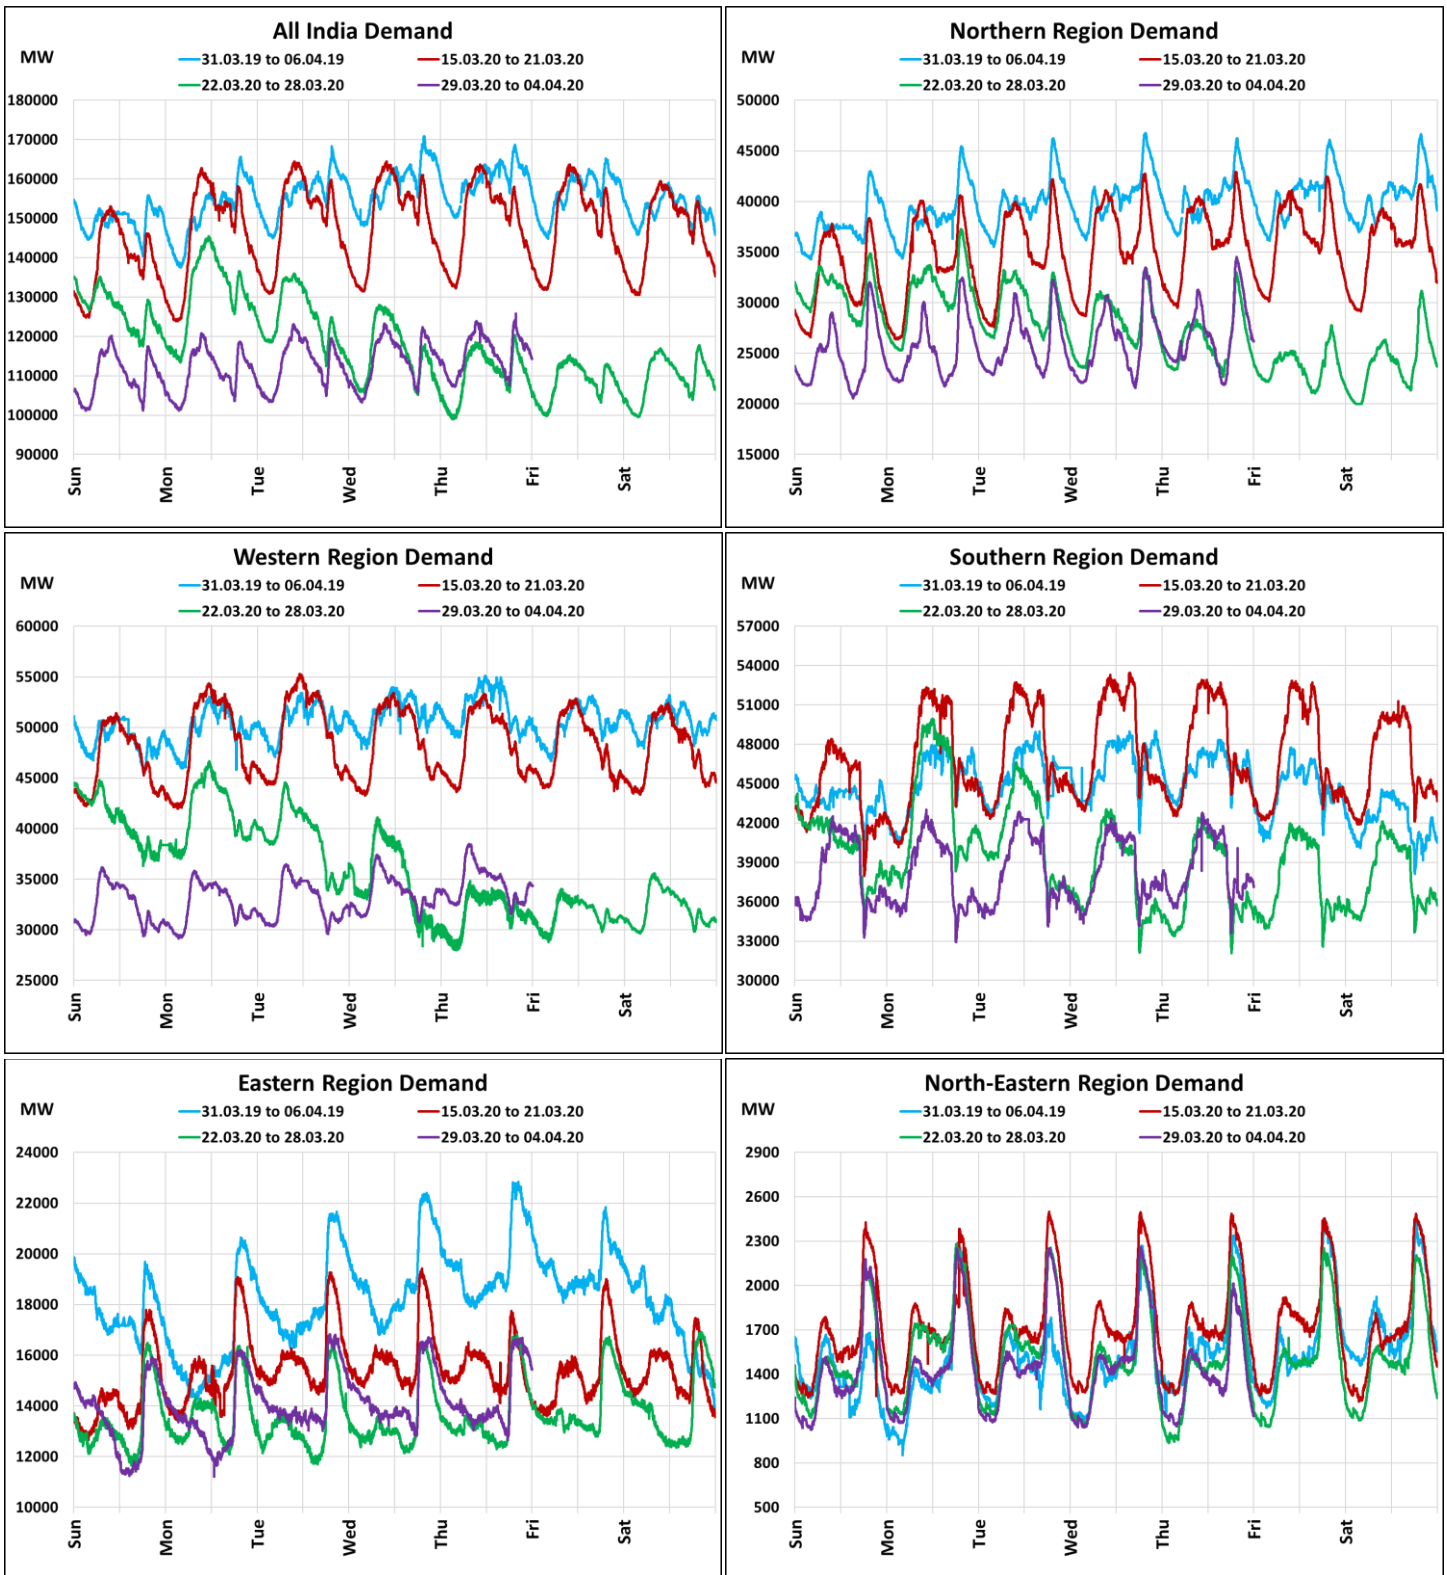 All India Demand
MW
31.03.19 to 06.04.19 15.03.20 to 21.03.20
22.03.20 to 28.03.20 29.03.20 to 04.04.20
180000
170000
160000
150000
140000
130000
120000
110000
100000
90000
Sun Mon Tue Wed Thu Fri Sat
Northern Region Demand
MW
31.03.19 to 06.04.19 15.03.20 to 21.03.20
22.03.20 to 28.03.20 29.03.20 to 04.04.20
50000
45000
40000
35000
30000
25000
20000
15000
Sun Mon Tue Wed Thu Fri Sat
Western Region Demand
MW
31.03.19 to 06.04.19 15.03.20 to 21.03.20
22.03.20 to 28.03.20 29.03.20 to 04.04.20
60000
55000
50000
45000
40000
35000
30000
25000
Sun Mon Tue Wed Thu Fri Sat
Southern Region Demand
MW
31.03.19 to 06.04.19 15.03.20 to 21.03.20
22.03.20 to 28.03.20 29.03.20 to 04.04.20
57000
54000
51000
48000
45000
42000
39000
36000
33000
30000
Sun Mon Tue Wed Thu Fri Sat
Eastern Region Demand
MW
31.03.19 to 06.04.19 15.03.20 to 21.03.20
22.03.20 to 28.03.20 29.03.20 to 04.04.20
24000
22000
20000
18000
16000
14000
12000
10000
Sun Mon Tue Wed Thu Fri Sat
North-Eastern Region Demand
MW
31.03.19 to 06.04.19 15.03.20 to 21.03.20
22.03.20 to 28.03.20 29.03.20 to 04.04.20
2900
2600
2300
2000
1700
1400
1100
800
500
Sun Mon Tue Wed Thu Fri Sat